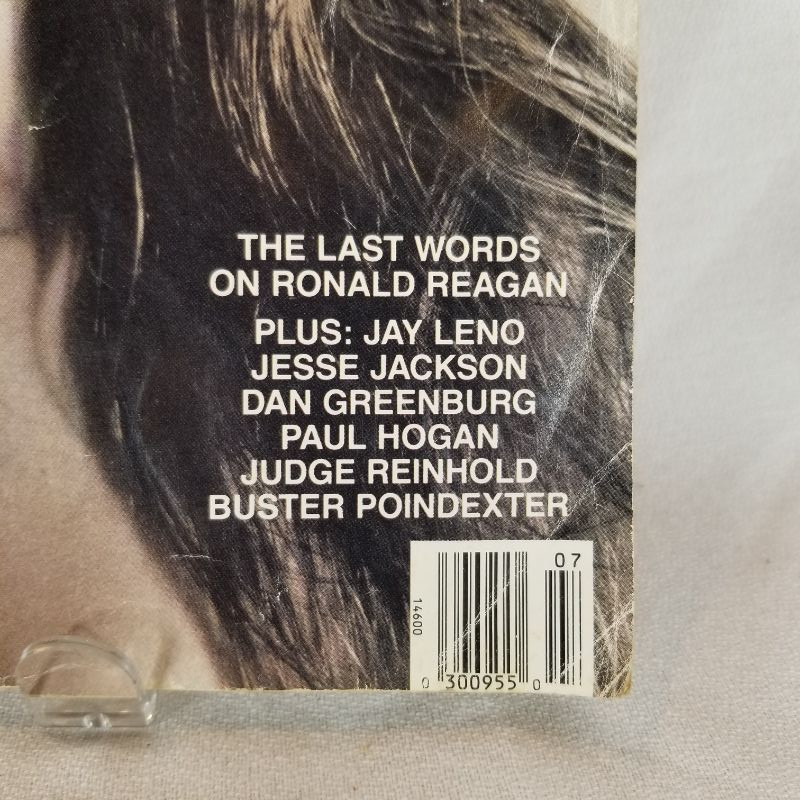 THE LAST WORDS
ON RONALD REAGAN
PLUS: JAY LENO
JESSE JACKSON
DAN GREENBURG
PAUL HOGAN
JUDGE REINHOLD
BUSTER POINDEXTER
07
14600
0 300955 0